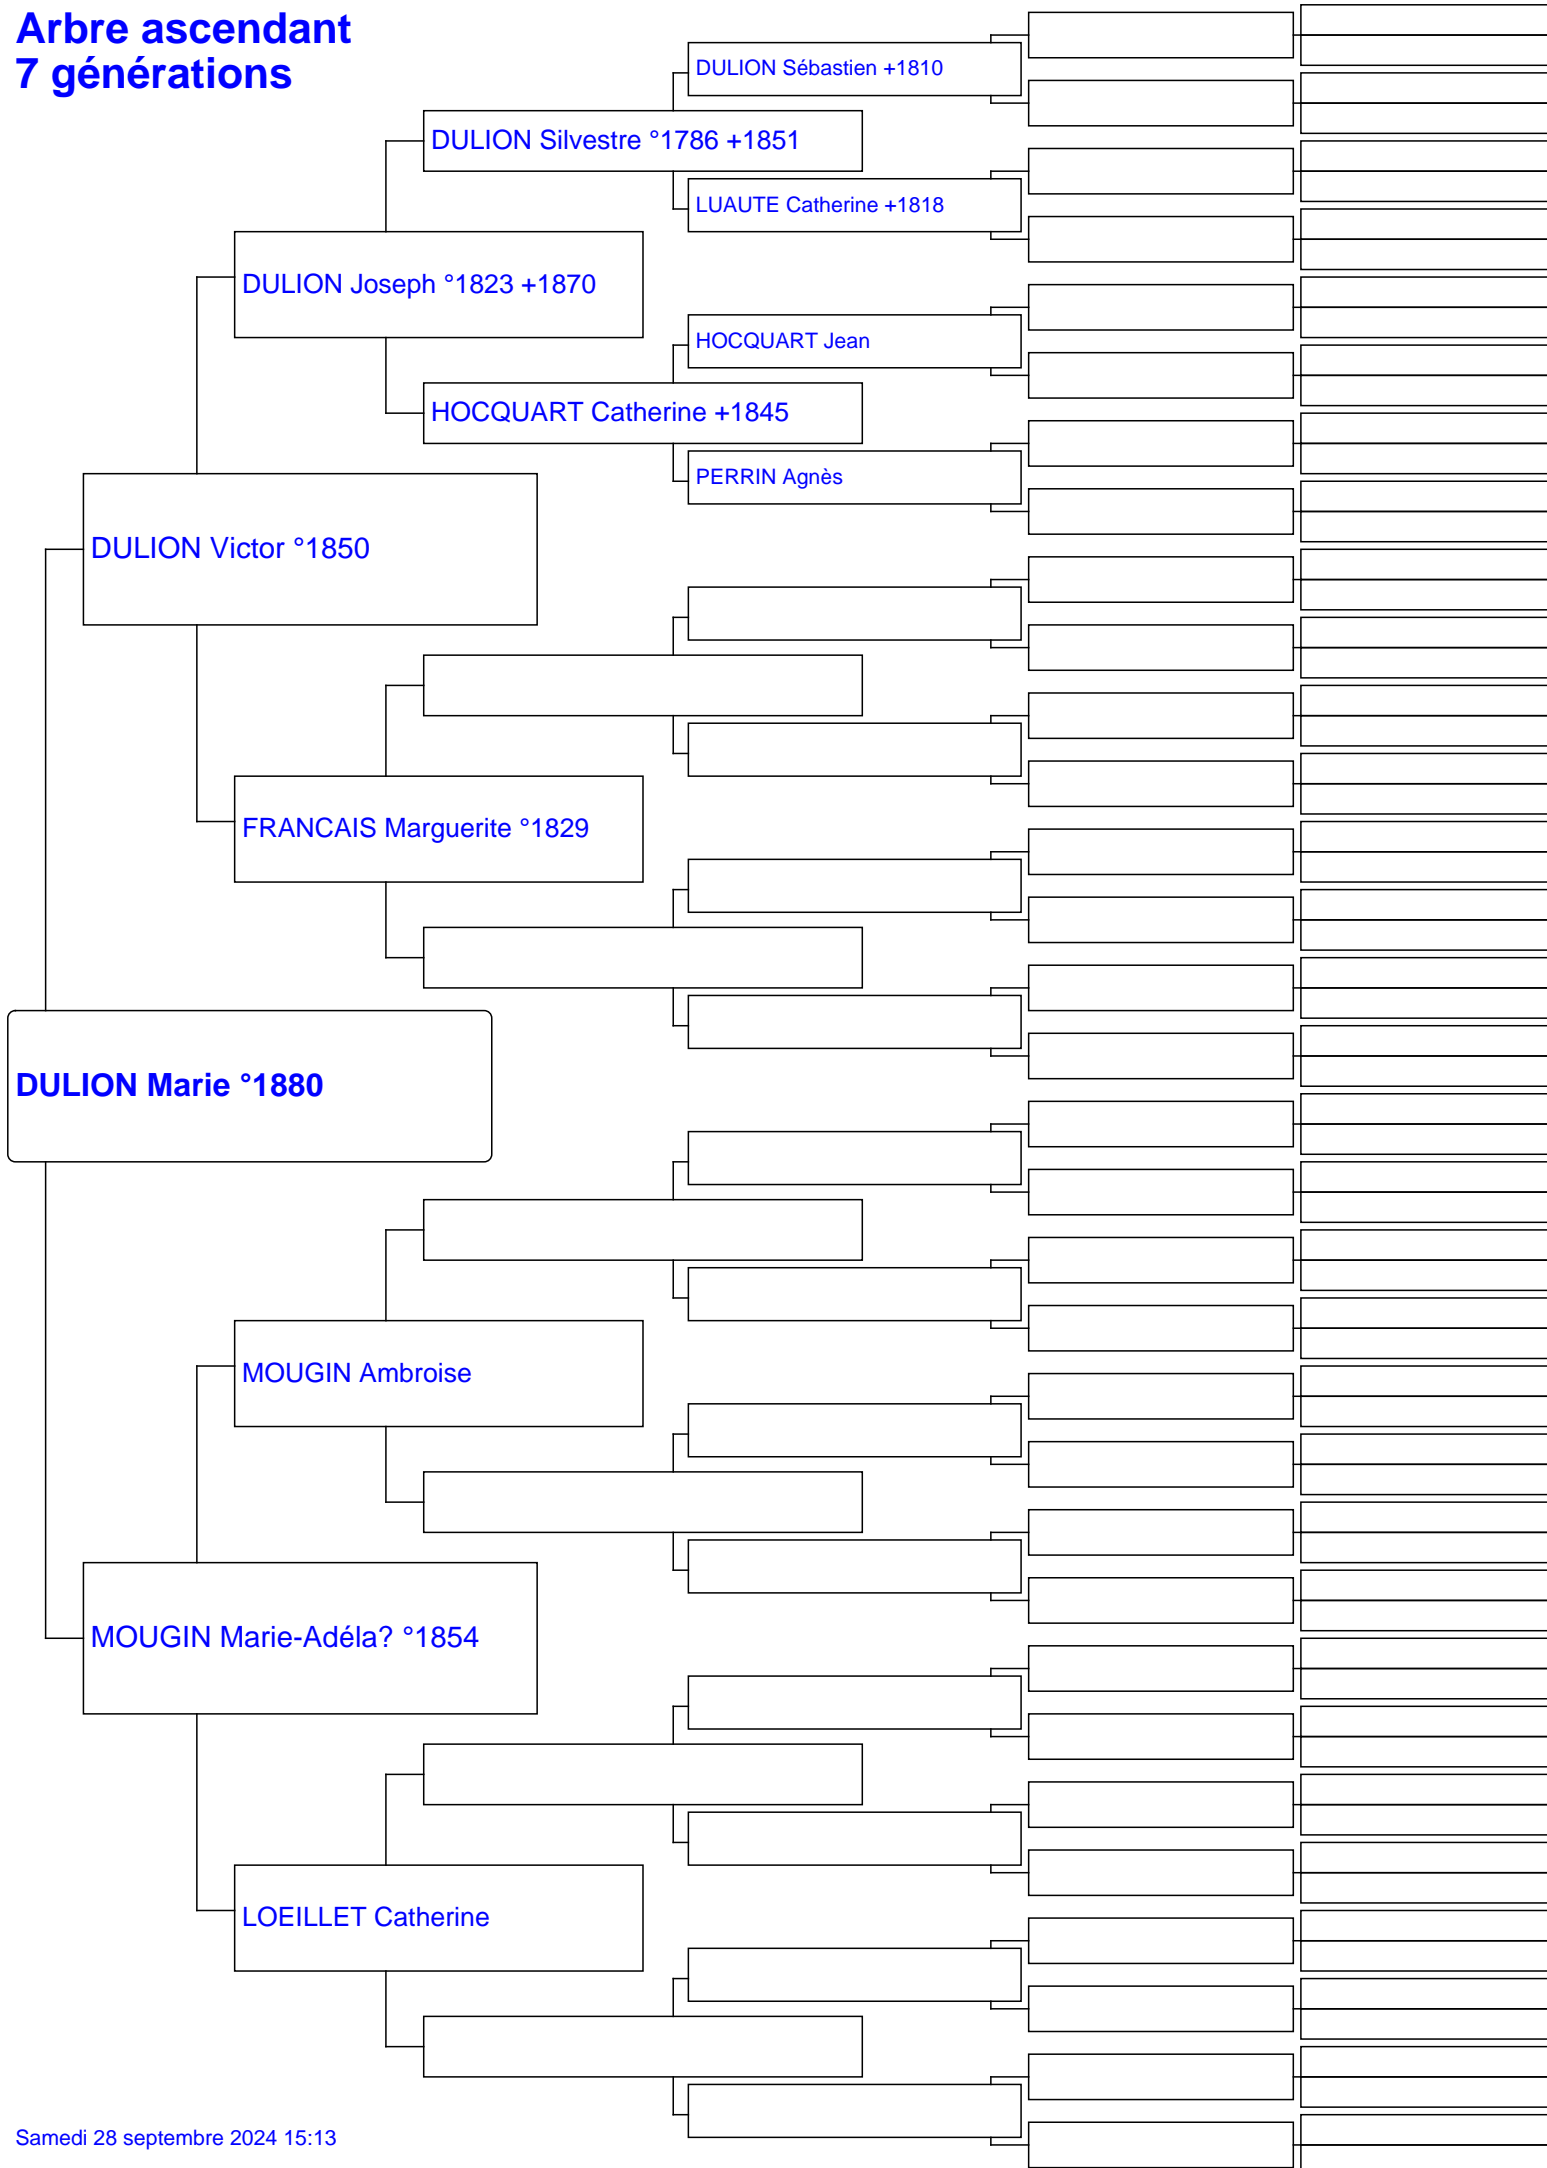 Arbre ascendant
7 générations
DULION Sébastien +1810
DULION Silvestre °1786 +1851
LUAUTE Catherine +1818
DULION Joseph °1823 +1870
HOCQUART Jean
HOCQUART Catherine +1845
PERRIN Agnès
DULION Victor °1850
FRANCAIS Marguerite °1829
DULION Marie °1880
MOUGIN Ambroise
MOUGIN Marie-Adéla? °1854
LOEILLET Catherine
Samedi 28 septembre 2024 15:13